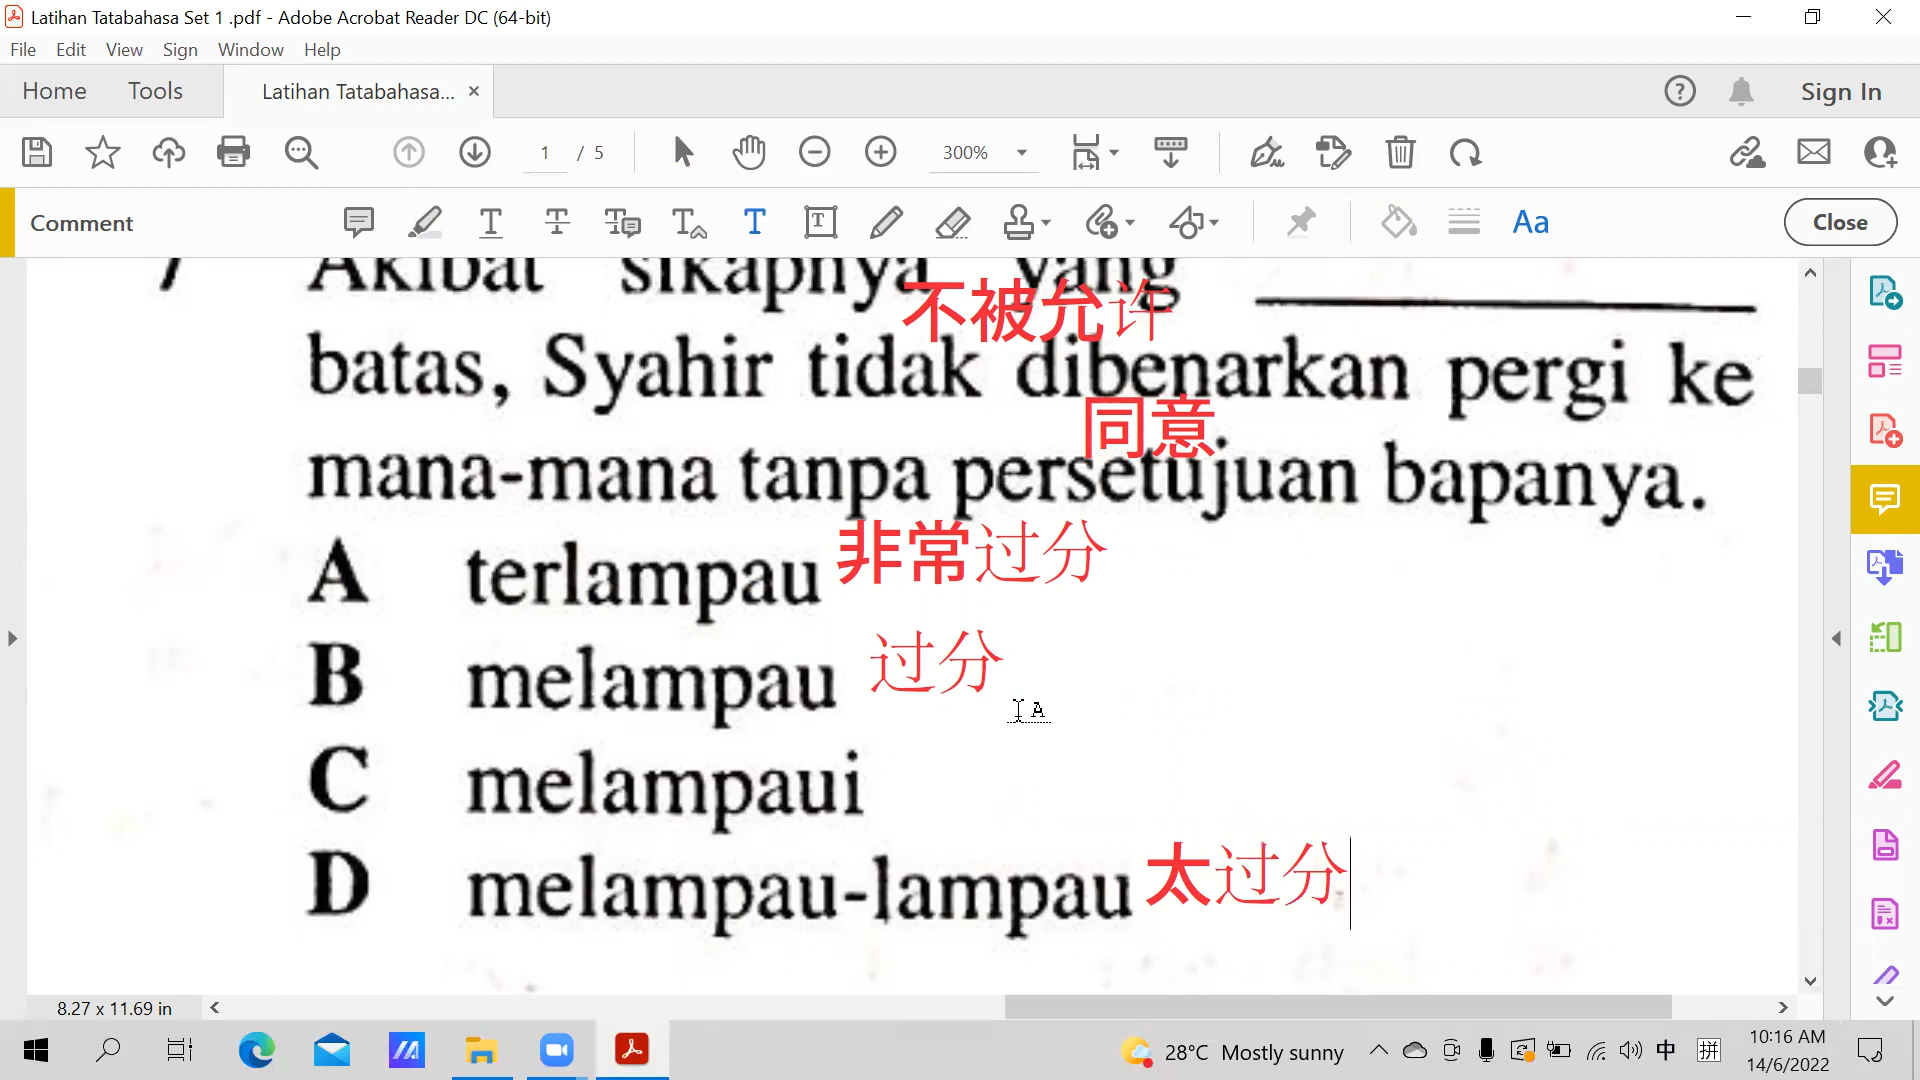 Latihan Tatabahasa Set 1 .pdf - Adobe Acrobat Reader DC (64-bit)
File Edit View Sign Window Help
Home Tools Latihan Tatabahasa... × Sign In
1 / 5 300%
Comment Close
7 Akibat sikapnya yang
不被允许
batas, Syahir tidak dibenarkan pergi ke
同意
mana-mana tanpa persetujuan bapanya.
A terlampau 非常过分
B melampau 过分
C melampaui
D melampau-lampau 太过分
8.27 x 11.69 in
28°C Mostly sunny 中 拼 10:16 AM
14/6/2022